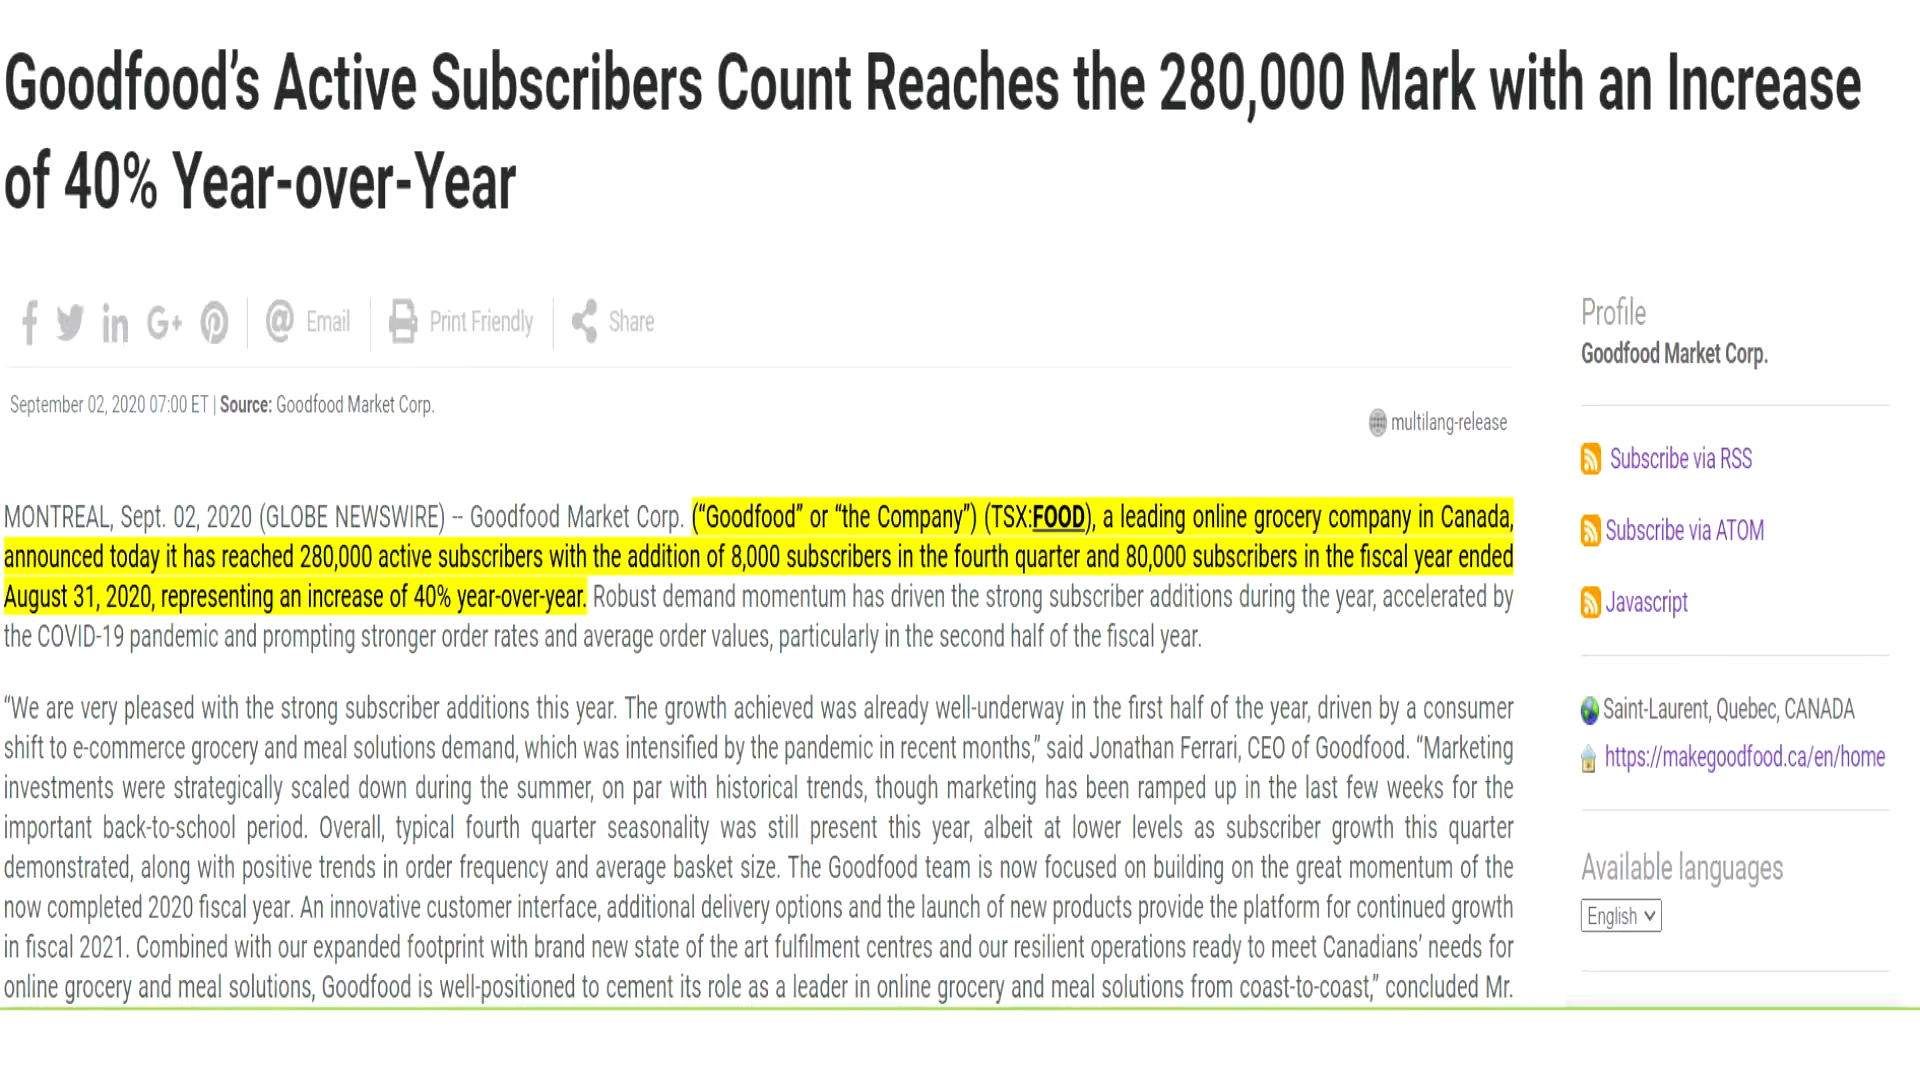 Goodfood’s Active Subscribers Count Reaches the 280,000 Mark with an Increase
of 40% Year-over-Year
Email
Print Friendly
Share
September 02, 2020 07:00 ET | Source: Goodfood Market Corp.
multilang-release
MONTREAL, Sept. 02, 2020 (GLOBE NEWSWIRE) -- Goodfood Market Corp. (“Goodfood” or “the Company”) (TSX:FOOD), a leading online grocery company in Canada,
announced today it has reached 280,000 active subscribers with the addition of 8,000 subscribers in the fourth quarter and 80,000 subscribers in the fiscal year ended
August 31, 2020, representing an increase of 40% year-over-year. Robust demand momentum has driven the strong subscriber additions during the year, accelerated by
the COVID-19 pandemic and prompting stronger order rates and average order values, particularly in the second half of the fiscal year.
“We are very pleased with the strong subscriber additions this year. The growth achieved was already well-underway in the first half of the year, driven by a consumer
shift to e-commerce grocery and meal solutions demand, which was intensified by the pandemic in recent months,” said Jonathan Ferrari, CEO of Goodfood. “Marketing
investments were strategically scaled down during the summer, on par with historical trends, though marketing has been ramped up in the last few weeks for the
important back-to-school period. Overall, typical fourth quarter seasonality was still present this year, albeit at lower levels as subscriber growth this quarter
demonstrated, along with positive trends in order frequency and average basket size. The Goodfood team is now focused on building on the great momentum of the
now completed 2020 fiscal year. An innovative customer interface, additional delivery options and the launch of new products provide the platform for continued growth
in fiscal 2021. Combined with our expanded footprint with brand new state of the art fulfilment centres and our resilient operations ready to meet Canadians’ needs for
online grocery and meal solutions, Goodfood is well-positioned to cement its role as a leader in online grocery and meal solutions from coast-to-coast,” concluded Mr.
Profile
Goodfood Market Corp.
Subscribe via RSS
Subscribe via ATOM
Javascript
Saint-Laurent, Quebec, CANADA
https://makegoodfood.ca/en/home
Available languages
English